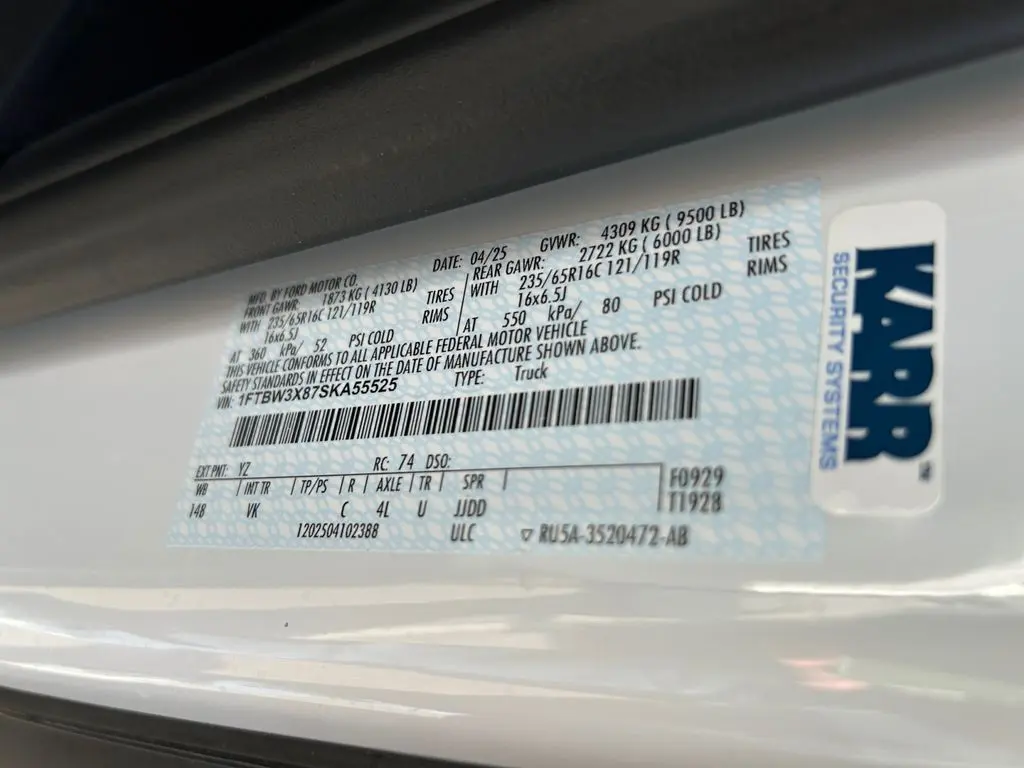 MFD. BY FORD MOTOR CO.
DATE: 04/25 GVWR: 4309 KG ( 9500 LB)
FRONT GAWR: 1873 KG ( 4130 LB)
REAR GAWR: 2722 KG ( 6000 LB)
WITH 235/65R16C 121/119R TIRES
WITH 235/65R16C 121/119R TIRES
16x6.5J RIMS
16x6.5J RIMS
AT 360 kPa/ 52 PSI COLD
AT 550 kPa/ 80 PSI COLD
THIS VEHICLE CONFORMS TO ALL APPLICABLE FEDERAL MOTOR VEHICLE
SAFETY STANDARDS IN EFFECT ON THE DATE OF MANUFACTURE SHOWN ABOVE.
VIN: 1FTBW3X87SKA55525 TYPE: Truck
EXT PNT: YZ RC: 74 DSO:
WB INT TR TP/PS R AXLE TR SPR
148 VK C 4L U JJDD
F0929
T1928
1202504102388 ULC ▽ RU5A-3520472-AB
KARR TM
SECURITY SYSTEMS